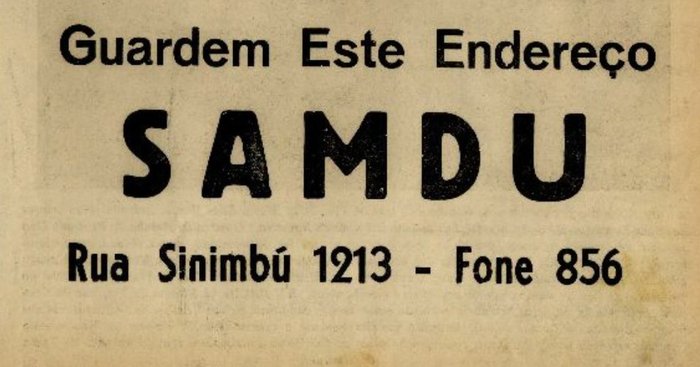 Guardem Este Endereço
SAMDU
Rua Sinimbú 1213 - Fone 856